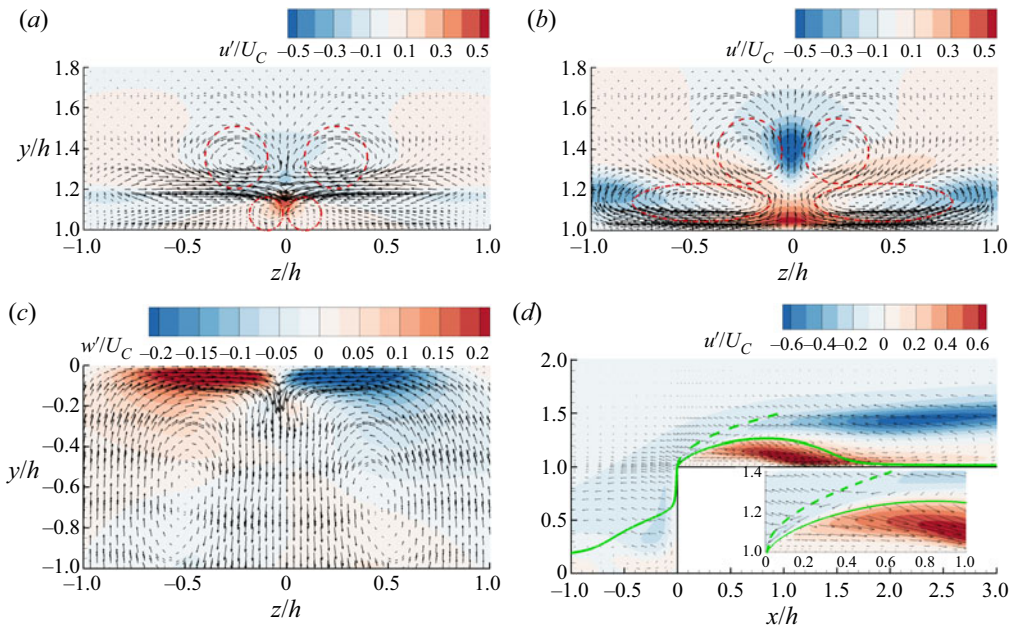 (a)
u′/U_C
–0.5 –0.3 –0.1 0.1 0.3 0.5
1.8
1.6
y/h 1.4
1.2
1.0
–1.0 –0.5 0 0.5 1.0
z/h
(b)
u′/U_C
–0.5 –0.3 –0.1 0.1 0.3 0.5
1.8
1.6
1.4
1.2
1.0
–1.0 –0.5 0 0.5 1.0
z/h
(c)
w′/U_C –0.2 –0.15 –0.1 –0.05 0 0.05 0.1 0.15 0.2
0
–0.2
–0.4
y/h
–0.6
–0.8
–1.0
–1.0 –0.5 0 0.5 1.0
z/h
(d)
u′/U_C –0.6 –0.4 –0.2 0 0.2 0.4 0.6
2.0
1.5
1.0
0.5
0
–1.0 –0.5 0 0.5 1.0 1.5 2.0 2.5 3.0
x/h
1.4
1.2
1.0
0 0.2 0.4 0.6 0.8 1.0